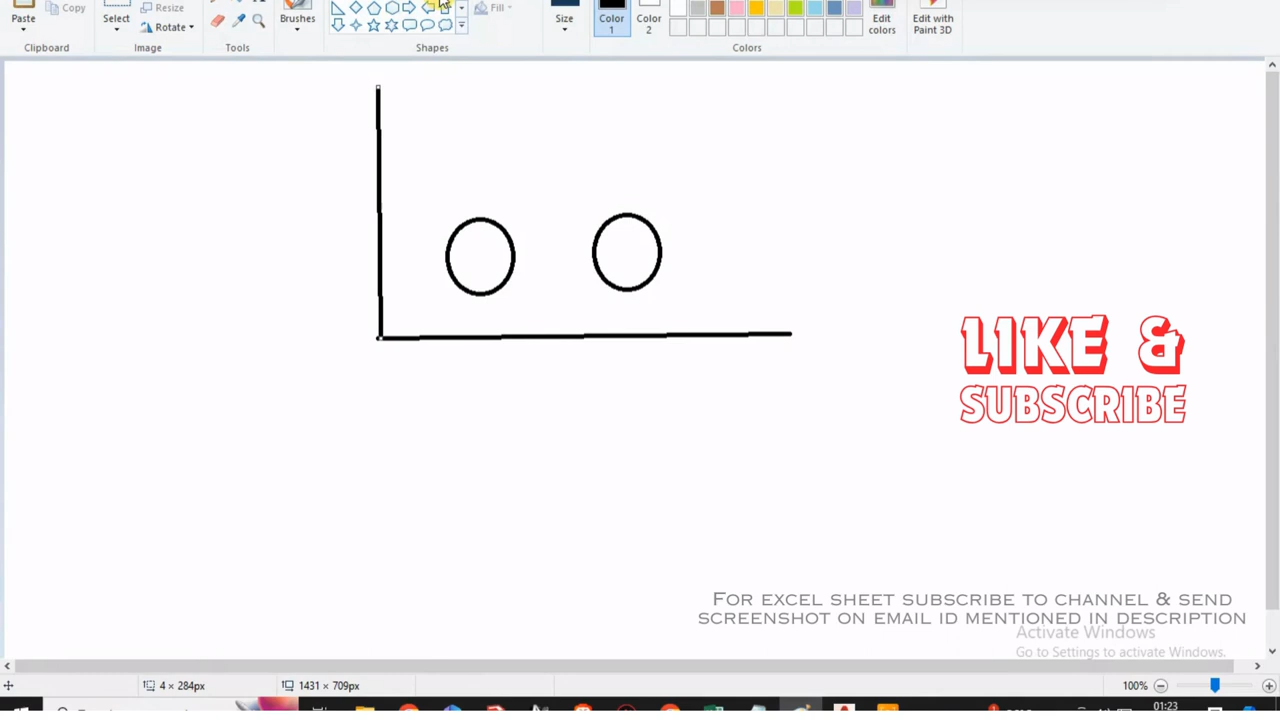 Copy
Resize
Fill
Paste
Select
Rotate
Brushes
Size
Color
1
Color
2
Edit
colors
Edit with
Paint 3D
Clipboard
Image
Tools
Shapes
Colors
LIKE &
SUBSCRIBE
FOR EXCEL SHEET SUBSCRIBE TO CHANNEL & SEND
SCREENSHOT ON EMAIL ID MENTIONED IN DESCRIPTION
Activate Windows
Go to Settings to activate Windows.
4 × 284px
1431 × 709px
100%
01:23